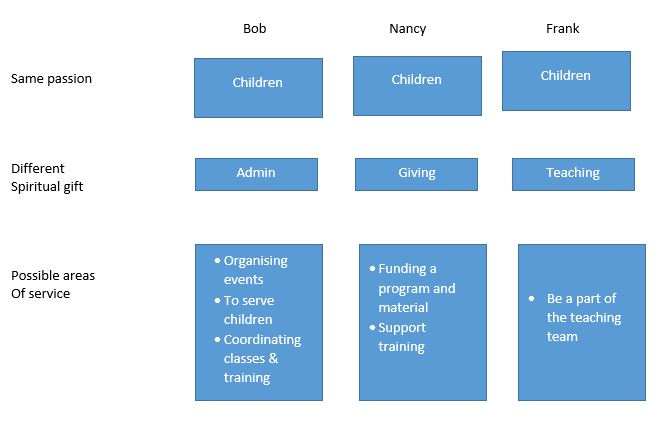 Bob Nancy Frank
Same passion
Children
Children
Children
Different
Spiritual gift
Admin
Giving
Teaching
Possible areas
Of service
• Organising
events
• To serve
children
• Coordinating
classes &
training
• Funding a
program and
material
• Support
training
• Be a part of
the teaching
team